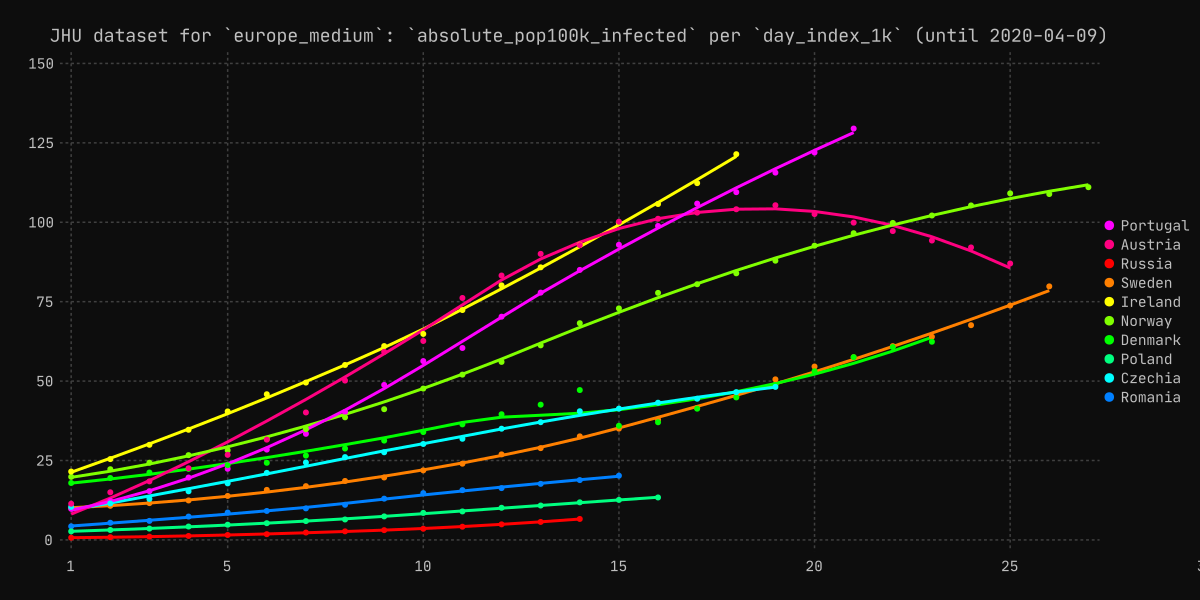 JHU dataset for `europe_medium`: `absolute_pop100k_infected` per `day_index_1k` (until 2020-04-09)
150
125
100
75
50
25
0
1 5 10 15 20 25
Portugal
Austria
Russia
Sweden
Ireland
Norway
Denmark
Poland
Czechia
Romania